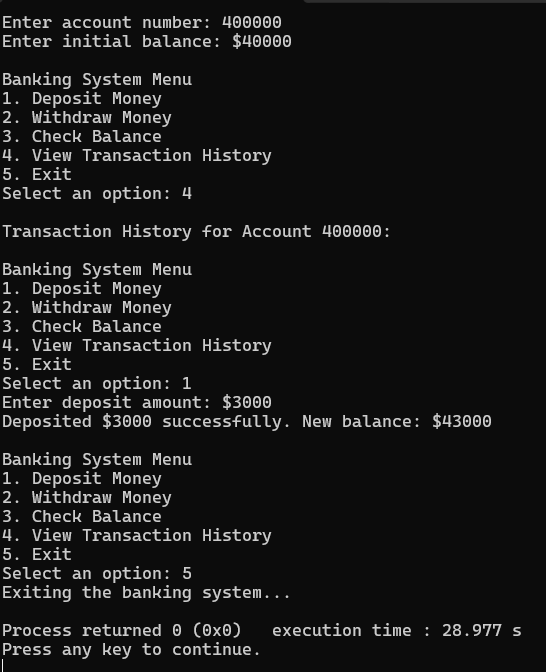 Enter account number: 400000
Enter initial balance: $40000
Banking System Menu
1. Deposit Money
2. Withdraw Money
3. Check Balance
4. View Transaction History
5. Exit
Select an option: 4
Transaction History for Account 400000:
Banking System Menu
1. Deposit Money
2. Withdraw Money
3. Check Balance
4. View Transaction History
5. Exit
Select an option: 1
Enter deposit amount: $3000
Deposited $3000 successfully. New balance: $43000
Banking System Menu
1. Deposit Money
2. Withdraw Money
3. Check Balance
4. View Transaction History
5. Exit
Select an option: 5
Exiting the banking system...
Process returned 0 (0x0)   execution time : 28.977 s
Press any key to continue.